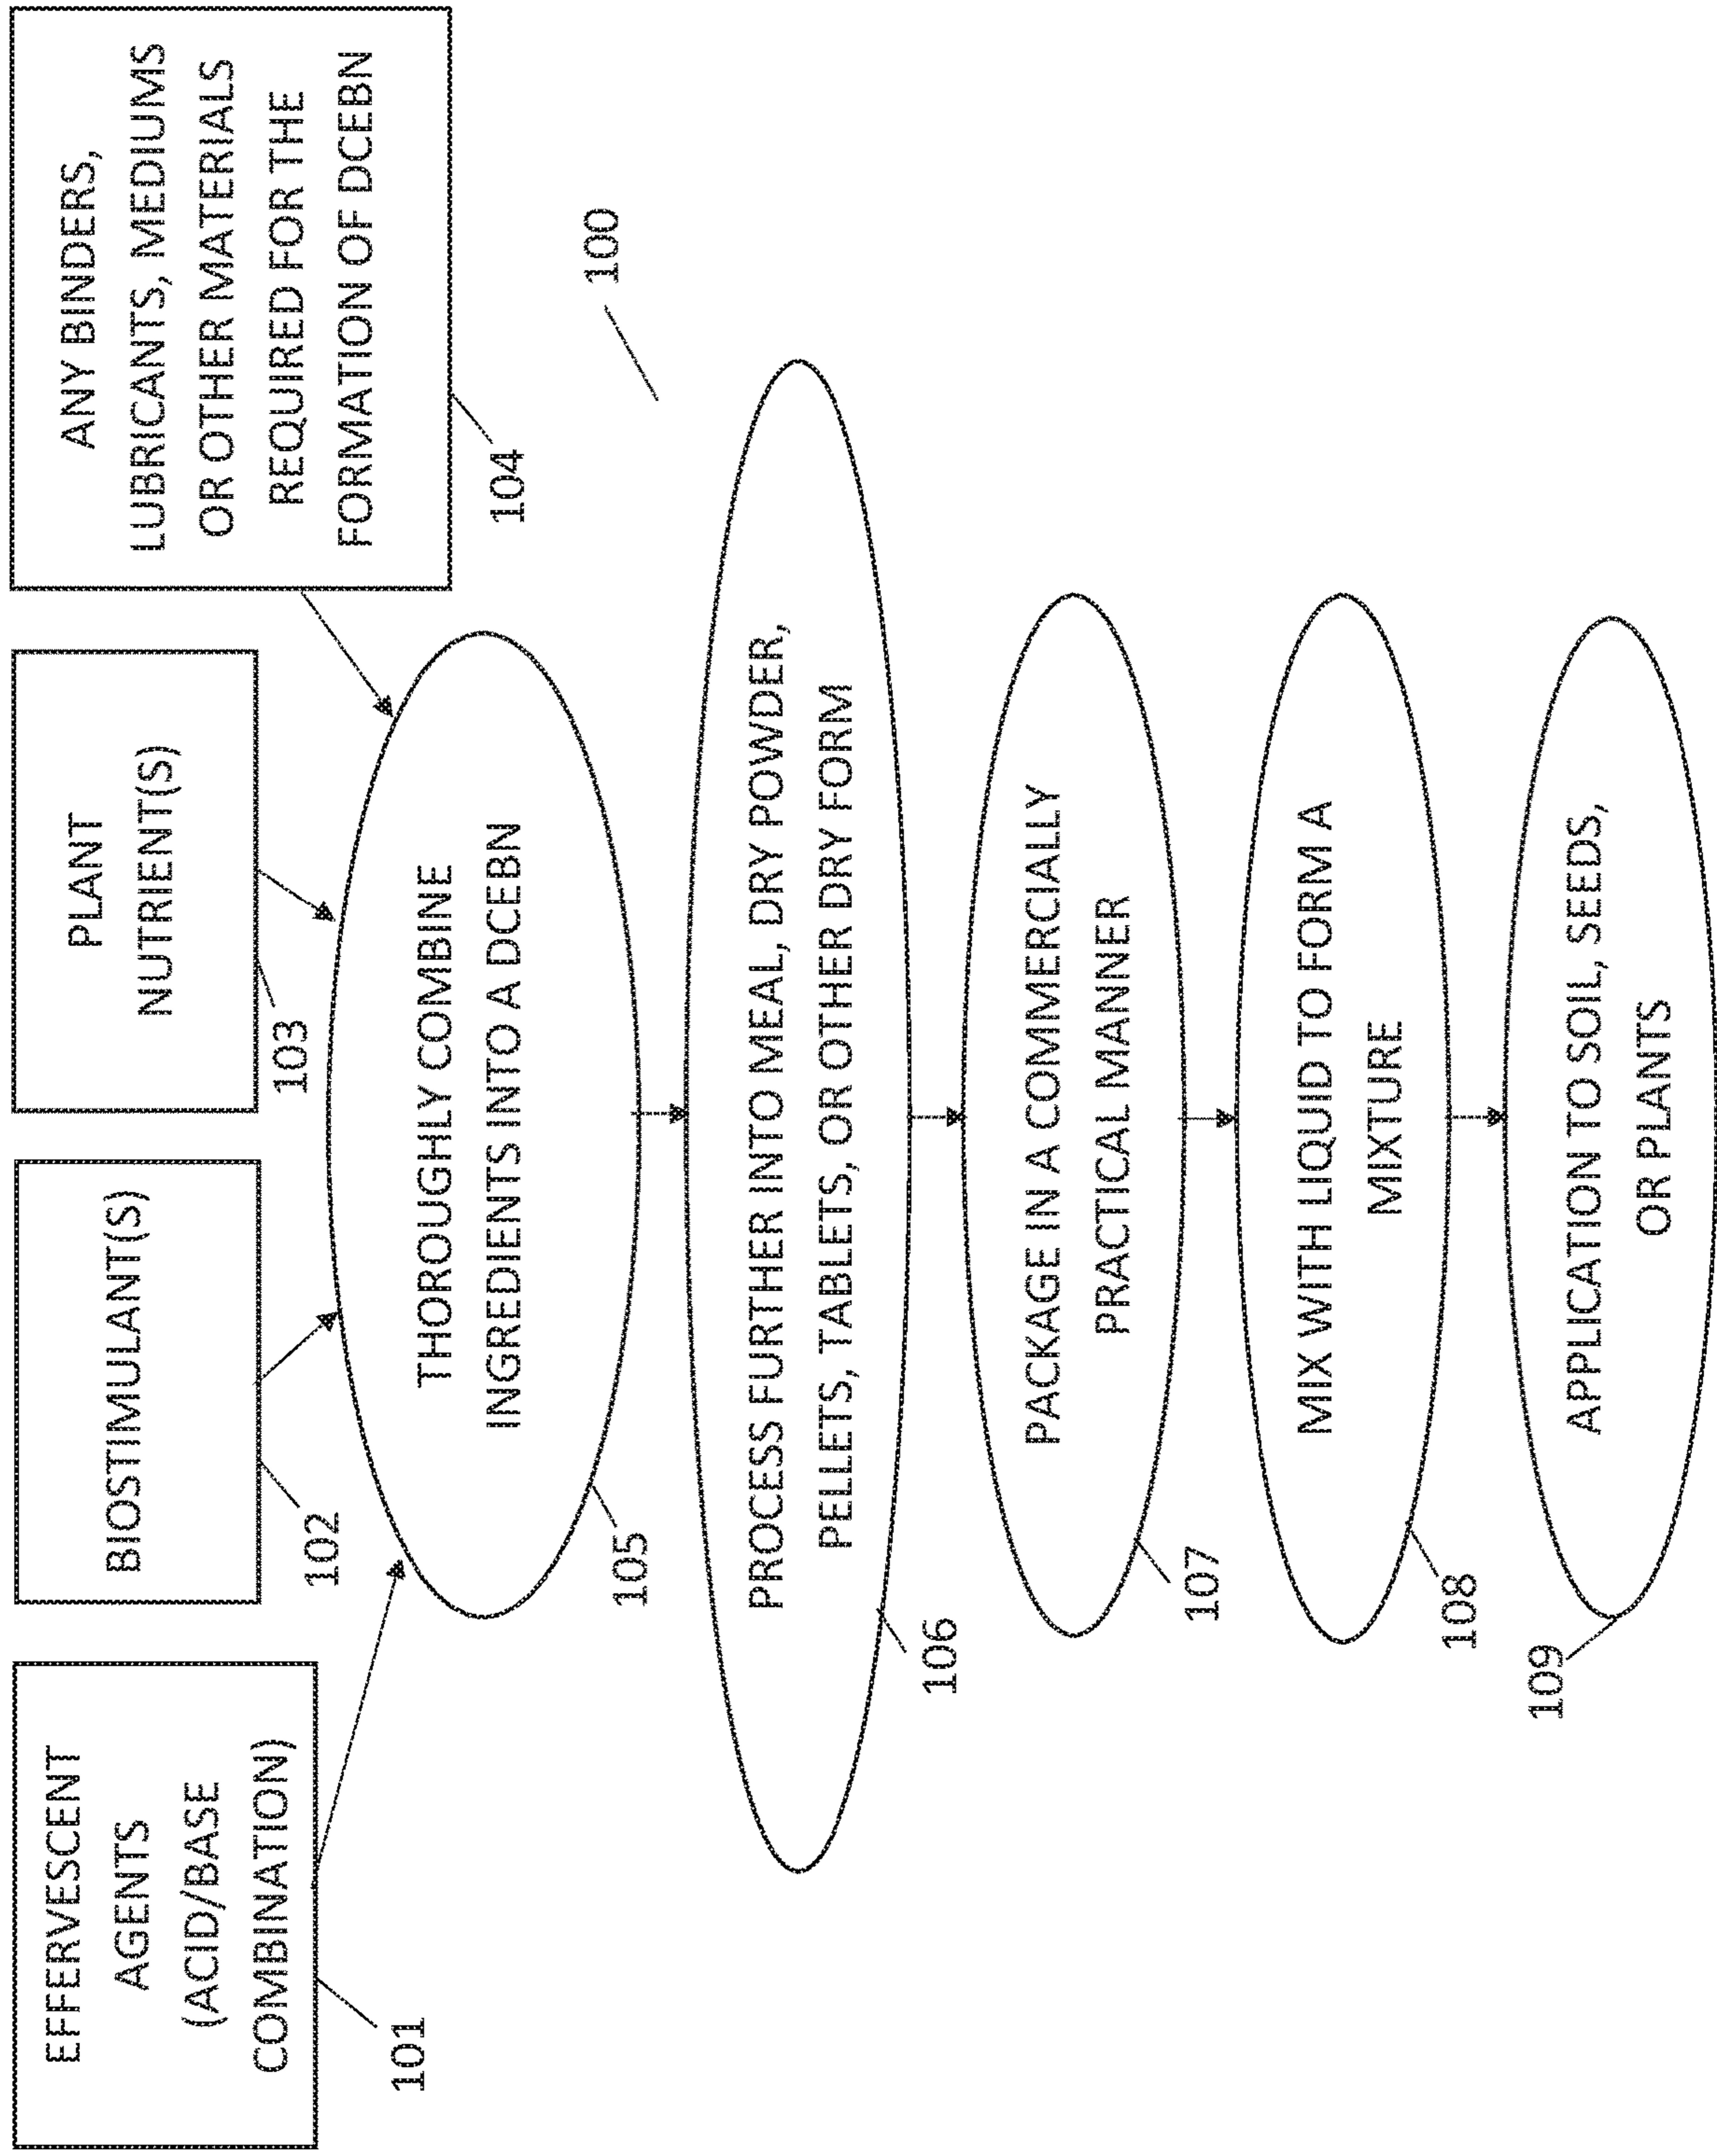 EFFERVESCENT
AGENTS
(ACID/BASE
COMBINATION)
101
BIOSTIMULANT(S)
102
PLANT
NUTRIENT(S)
103
ANY BINDERS,
LUBRICANTS, MEDIUMS
OR OTHER MATERIALS
REQUIRED FOR THE
FORMATION OF DCEBN
104
100
THOROUGHLY COMBINE
INGREDIENTS INTO A DCEBN
105
PROCESS FURTHER INTO MEAL, DRY POWDER,
PELLETS, TABLETS, OR OTHER DRY FORM
106
PACKAGE IN A COMMERCIALLY
PRACTICAL MANNER
107
MIX WITH LIQUID TO FORM A
MIXTURE
108
APPLICATION TO SOIL, SEEDS,
OR PLANTS
109